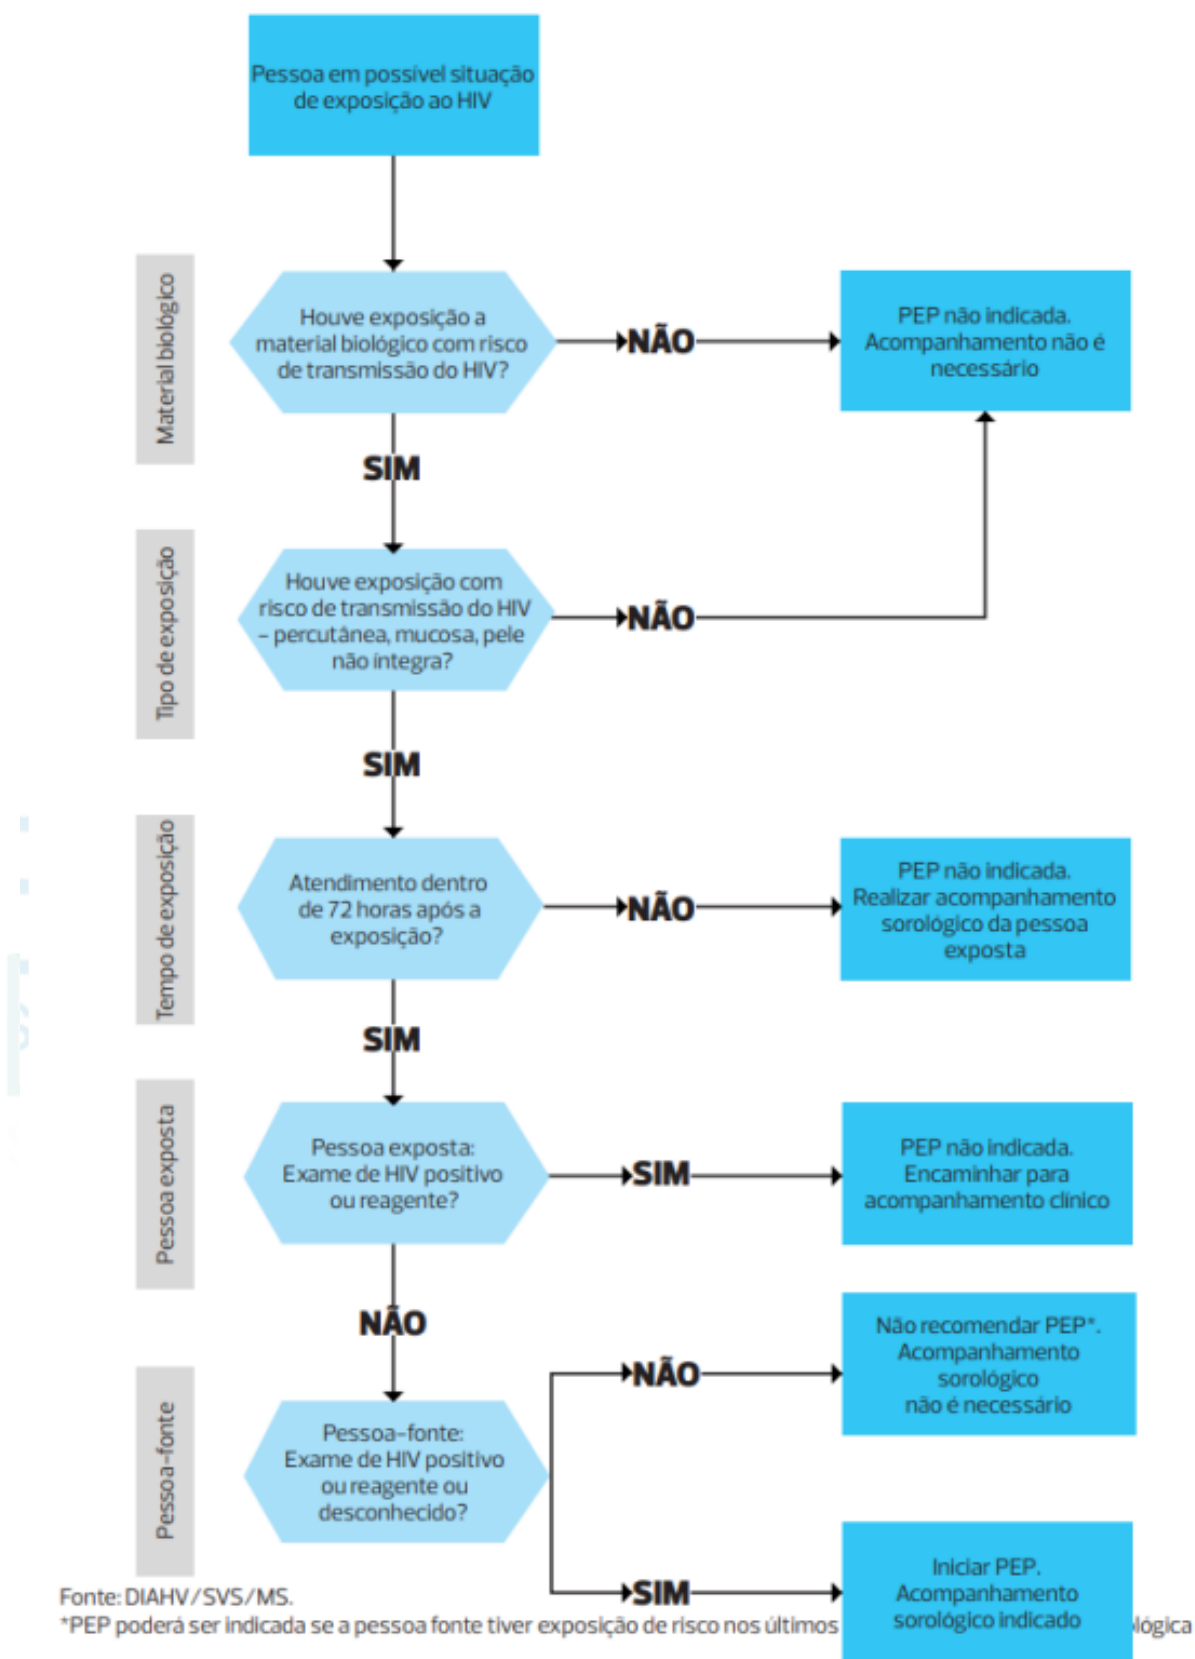 Pessoa em possível situação
de exposição ao HIV
Material biológico
Houve exposição a
material biológico com risco
de transmissão do HIV?
NÃO
PEP não indicada.
Acompanhamento não é
necessário
SIM
Tipo de exposição
Houve exposição com
risco de transmissão do HIV
– percutânea, mucosa, pele
não íntegra?
NÃO
SIM
Tempo de exposição
Atendimento dentro
de 72 horas após a
exposição?
NÃO
PEP não indicada.
Realizar acompanhamento
sorológico da pessoa
exposta
SIM
Pessoa exposta
Pessoa exposta:
Exame de HIV positivo
ou reagente?
SIM
PEP não indicada.
Encaminhar para
acompanhamento clínico
NÃO
Pessoa-fonte
Pessoa-fonte:
Exame de HIV positivo
ou reagente ou
desconhecido?
NÃO
Não recomendar PEP*.
Acompanhamento
sorológico
não é necessário
SIM
Iniciar PEP.
Acompanhamento
sorológico indicado
Fonte: DIAHV/SVS/MS.
*PEP poderá ser indicada se a pessoa fonte tiver exposição de risco nos últimos